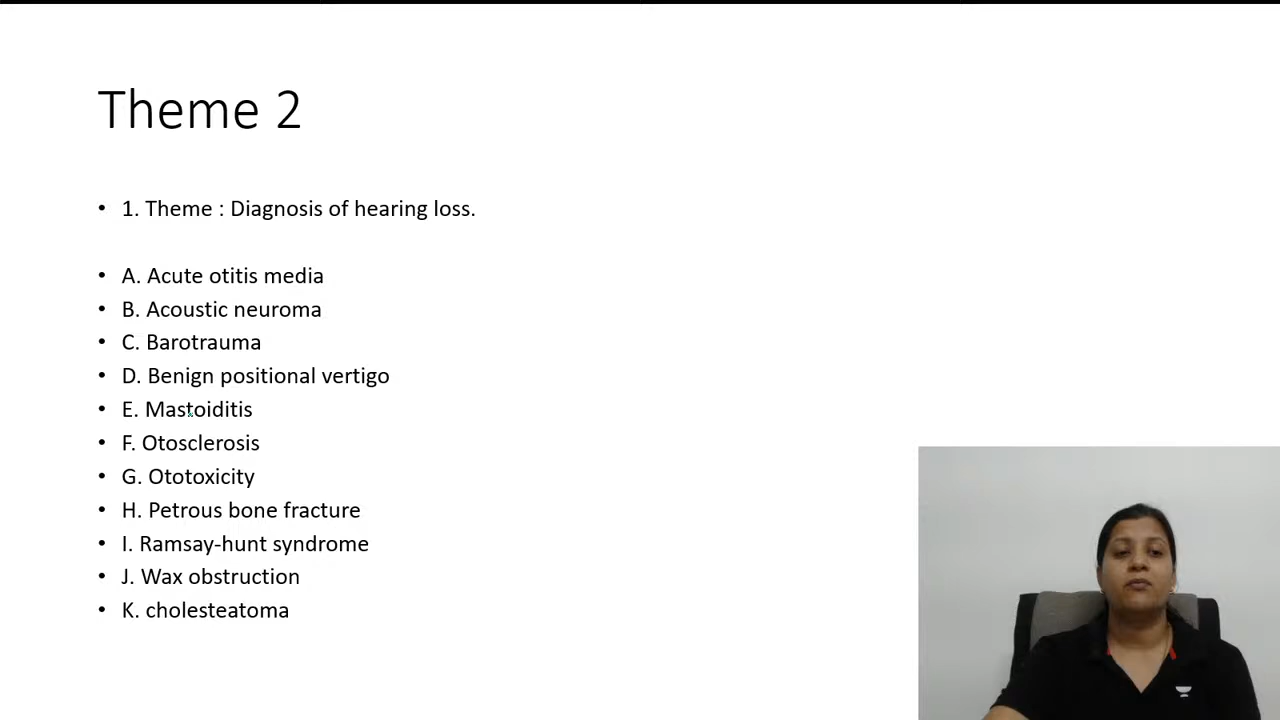 Theme 2
• 1. Theme : Diagnosis of hearing loss.
• A. Acute otitis media
• B. Acoustic neuroma
• C. Barotrauma
• D. Benign positional vertigo
• E. Mastoiditis
• F. Otosclerosis
• G. Ototoxicity
• H. Petrous bone fracture
• I. Ramsay-hunt syndrome
• J. Wax obstruction
• K. cholesteatoma